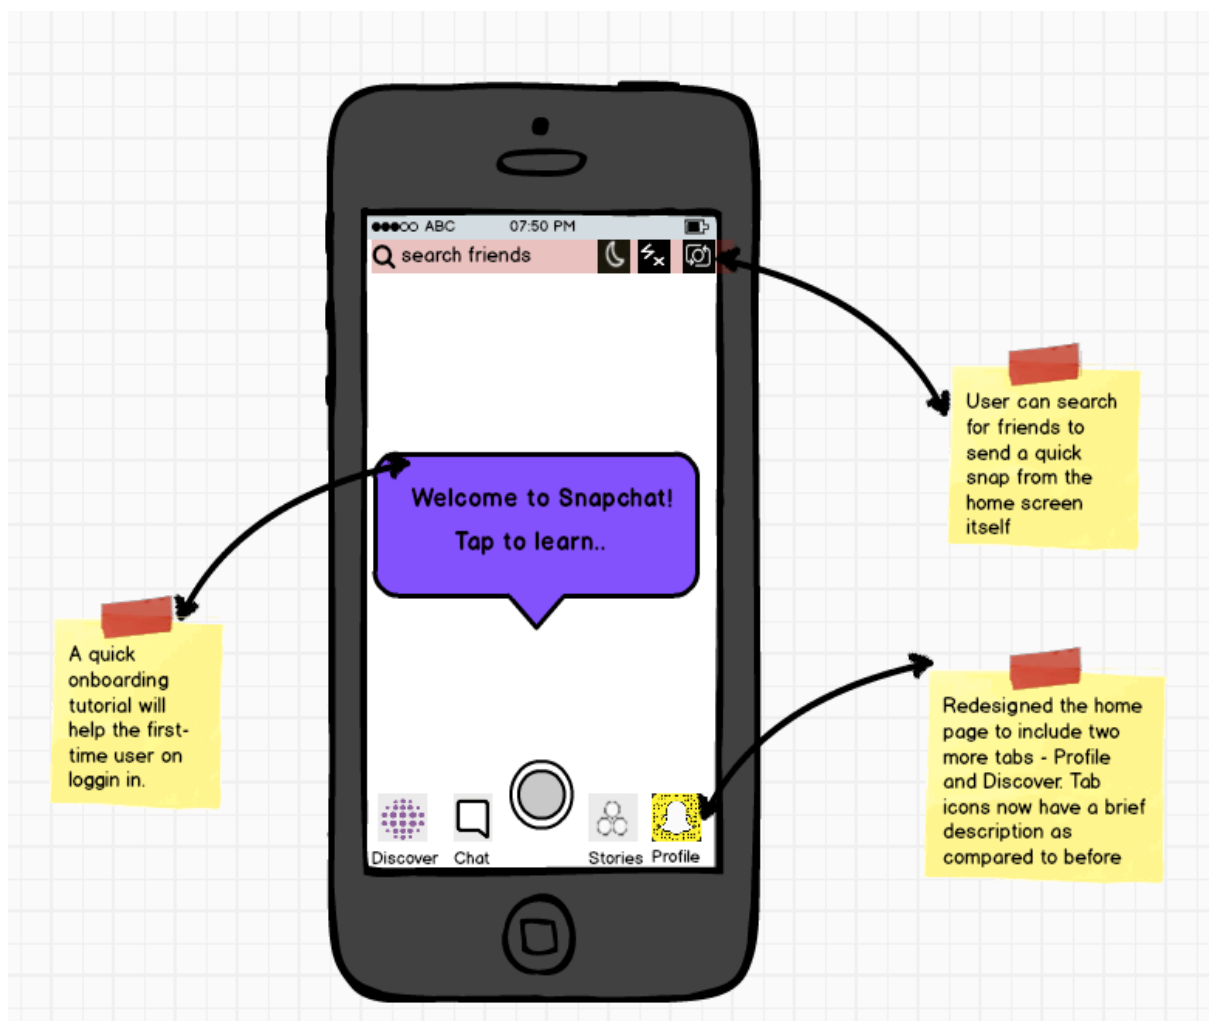 ABC 07:50 PM
search friends
Welcome to Snapchat!
Tap to learn..
Discover Chat Stories Profile
User can search
for friends to
send a quick
snap from the
home screen
itself
A quick
onboarding
tutorial will
help the first-
time user on
loggin in.
Redesigned the home
page to include two
more tabs - Profile
and Discover. Tab
icons now have a brief
description as
compared to before